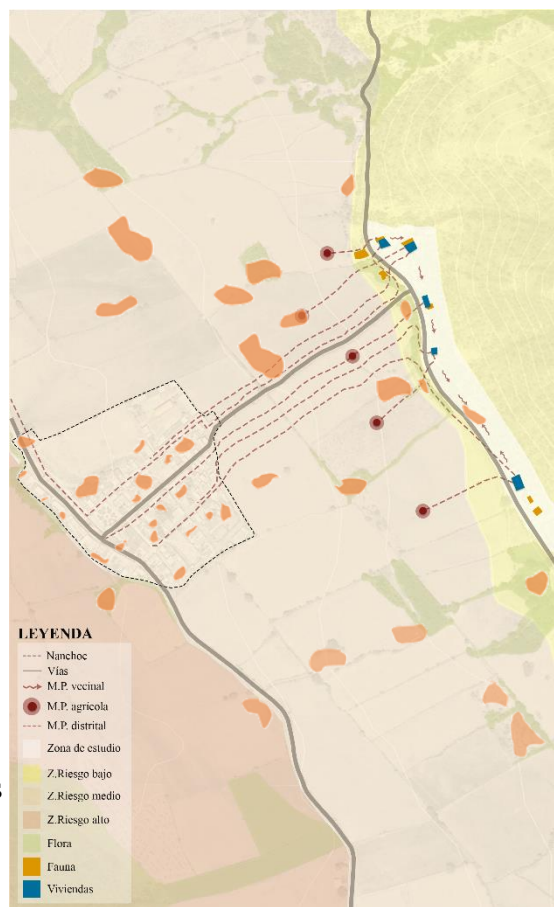 LEYENDA
Nanchoc
Vías
M.P. vecinal
M.P. agrícola
M.P. distrital
Zona de estudio
Z.Riesgo bajo
Z.Riesgo medio
Z.Riesgo alto
Flora
Fauna
Viviendas